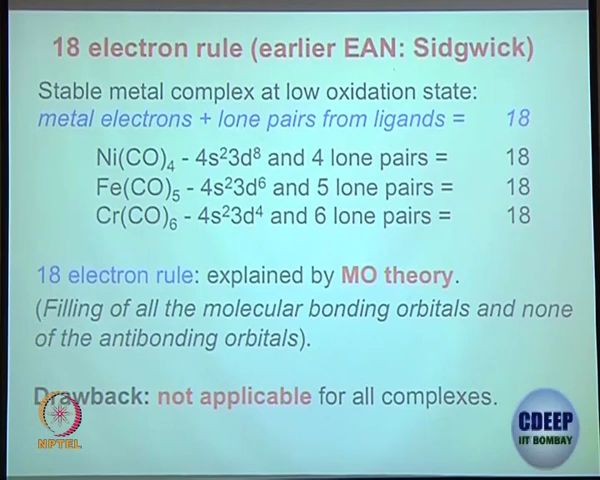 18 electron rule (earlier EAN: Sidgwick)
Stable metal complex at low oxidation state:
metal electrons + lone pairs from ligands = 18
Ni(CO)₄ - 4s²3d⁸ and 4 lone pairs = 18
Fe(CO)₅ - 4s²3d⁶ and 5 lone pairs = 18
Cr(CO)₆ - 4s²3d⁴ and 6 lone pairs = 18
18 electron rule: explained by MO theory.
(Filling of all the molecular bonding orbitals and none
of the antibonding orbitals).
Drawback: not applicable for all complexes.
NPTEL
CDEEP
IIT BOMBAY